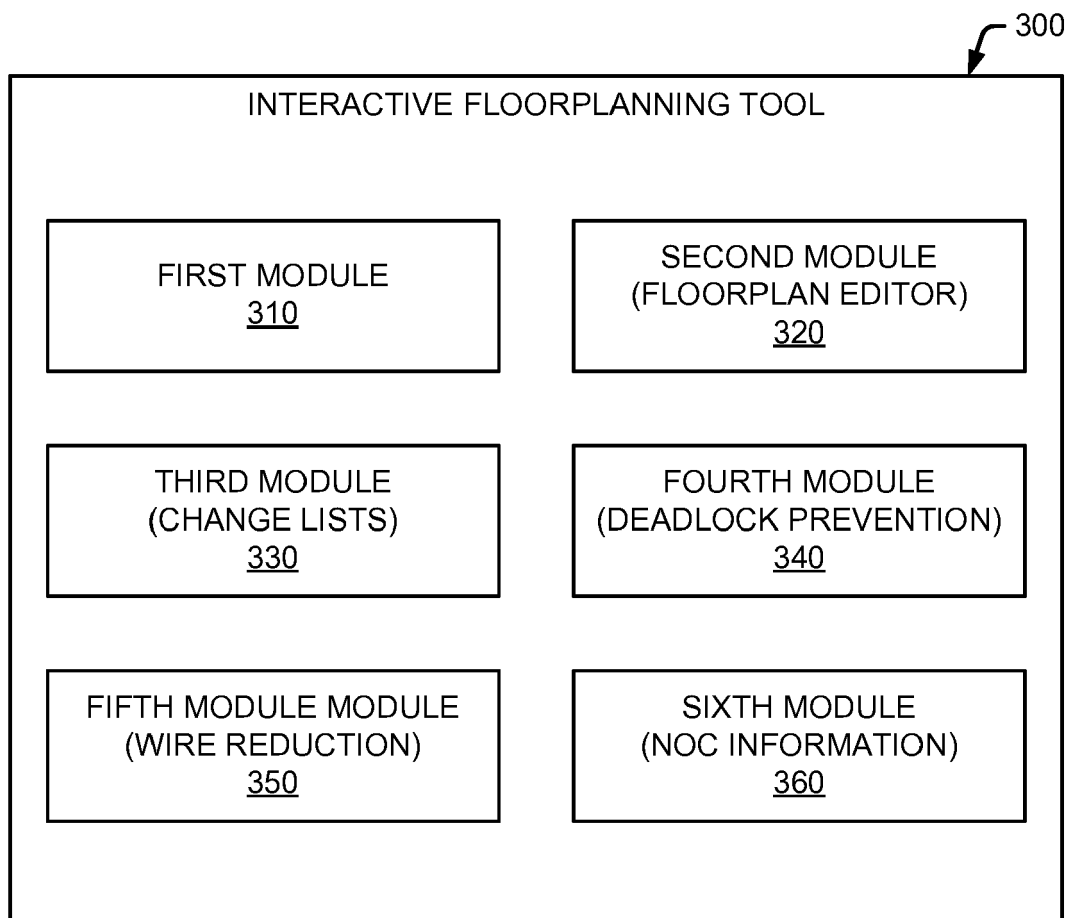 300
INTERACTIVE FLOORPLANNING TOOL
FIRST MODULE
310
SECOND MODULE
(FLOORPLAN EDITOR)
320
THIRD MODULE
(CHANGE LISTS)
330
FOURTH MODULE
(DEADLOCK PREVENTION)
340
FIFTH MODULE MODULE
(WIRE REDUCTION)
350
SIXTH MODULE
(NOC INFORMATION)
360